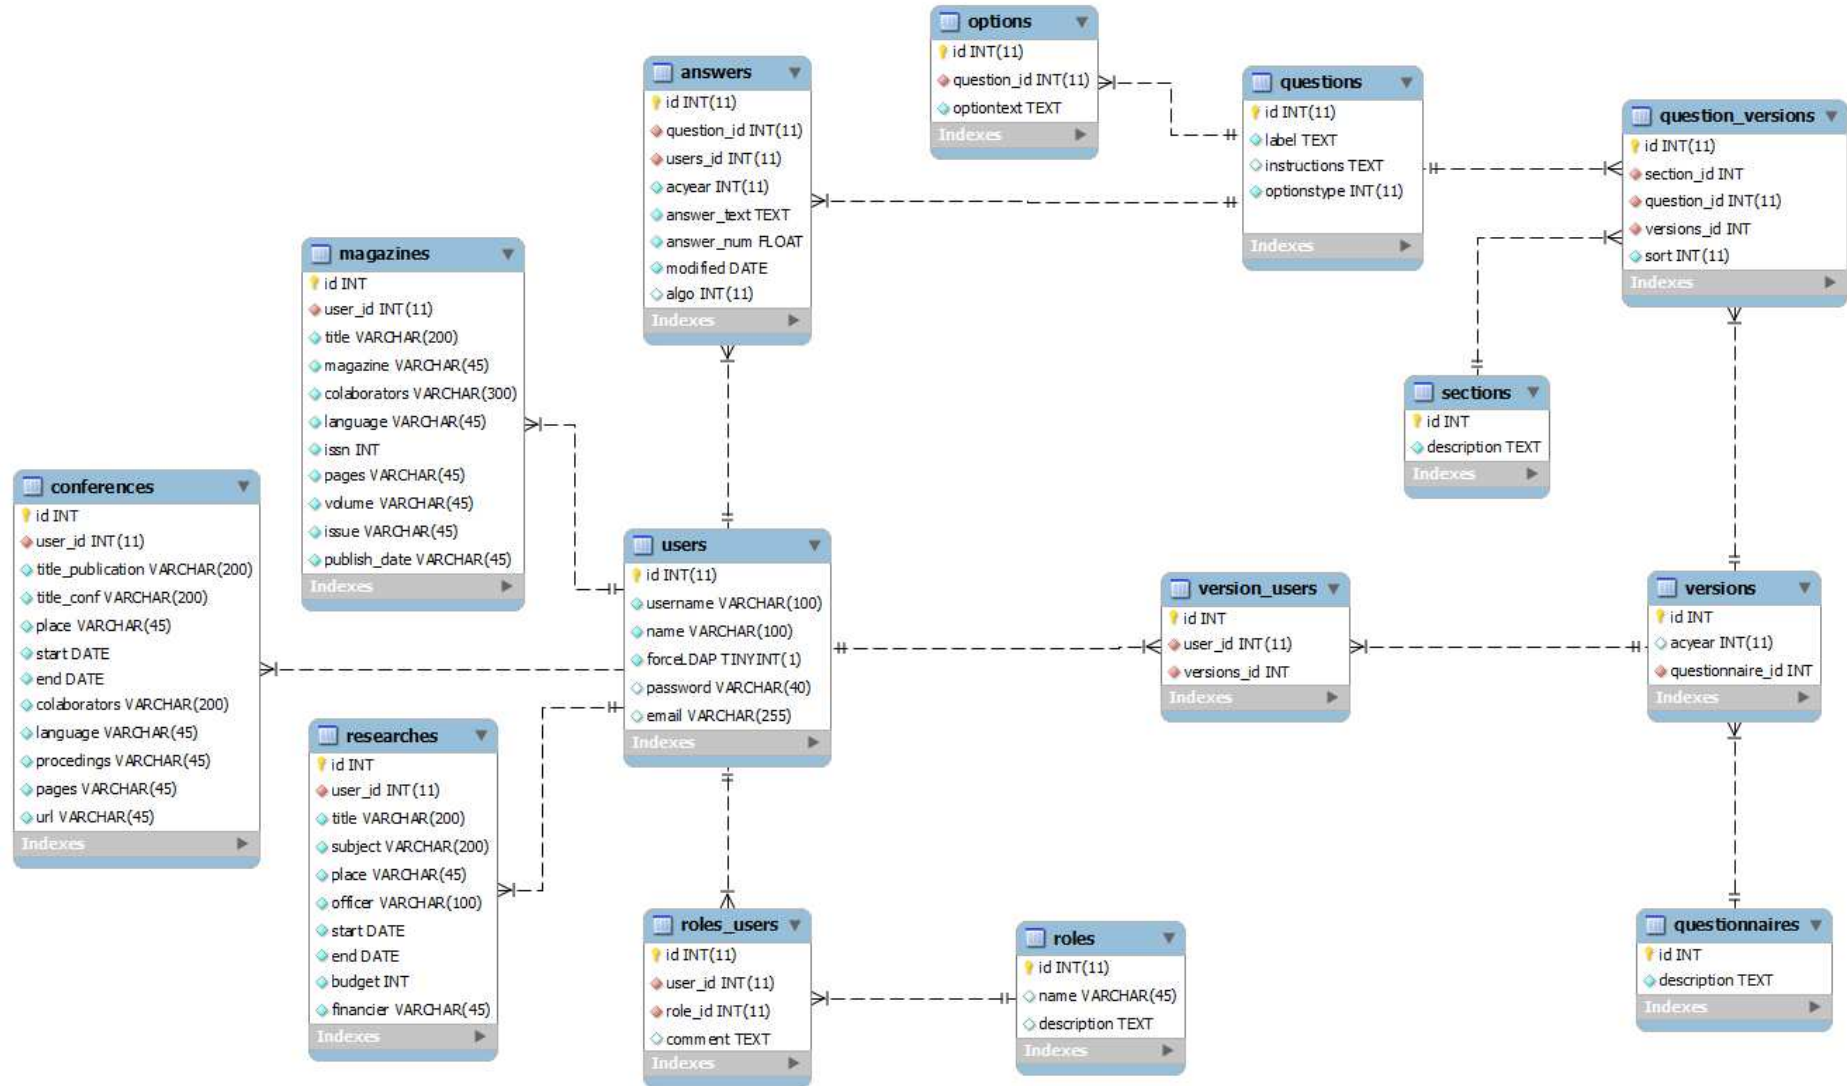 options
id INT(11)
question_id INT(11)
optiontext TEXT
Indexes
answers
id INT(11)
question_id INT(11)
users_id INT(11)
acyear INT(11)
answer_text TEXT
answer_num FLOAT
modified DATE
algo INT(11)
Indexes
questions
id INT(11)
label TEXT
instructions TEXT
optionstype INT(11)
Indexes
question_versions
id INT(11)
section_id INT
question_id INT(11)
versions_id INT
sort INT(11)
Indexes
magazines
id INT
user_id INT(11)
title VARCHAR(200)
magazine VARCHAR(45)
colaborators VARCHAR(300)
language VARCHAR(45)
issn INT
pages VARCHAR(45)
volume VARCHAR(45)
issue VARCHAR(45)
publish_date VARCHAR(45)
Indexes
sections
id INT
description TEXT
Indexes
conferences
id INT
user_id INT(11)
title_publication VARCHAR(200)
title_conf VARCHAR(200)
place VARCHAR(45)
start DATE
end DATE
colaborators VARCHAR(200)
language VARCHAR(45)
procedings VARCHAR(45)
pages VARCHAR(45)
url VARCHAR(45)
Indexes
users
id INT(11)
username VARCHAR(100)
name VARCHAR(100)
forceLDAP TINYINT(1)
password VARCHAR(40)
email VARCHAR(255)
Indexes
version_users
id INT
user_id INT(11)
versions_id INT
Indexes
versions
id INT
acyear INT(11)
questionnaire_id INT
Indexes
researches
id INT
user_id INT(11)
title VARCHAR(200)
subject VARCHAR(200)
place VARCHAR(45)
officer VARCHAR(100)
start DATE
end DATE
budget INT
financier VARCHAR(45)
Indexes
roles_users
id INT(11)
user_id INT(11)
role_id INT(11)
comment TEXT
Indexes
roles
id INT(11)
name VARCHAR(45)
description TEXT
Indexes
questionnaires
id INT
description TEXT
Indexes